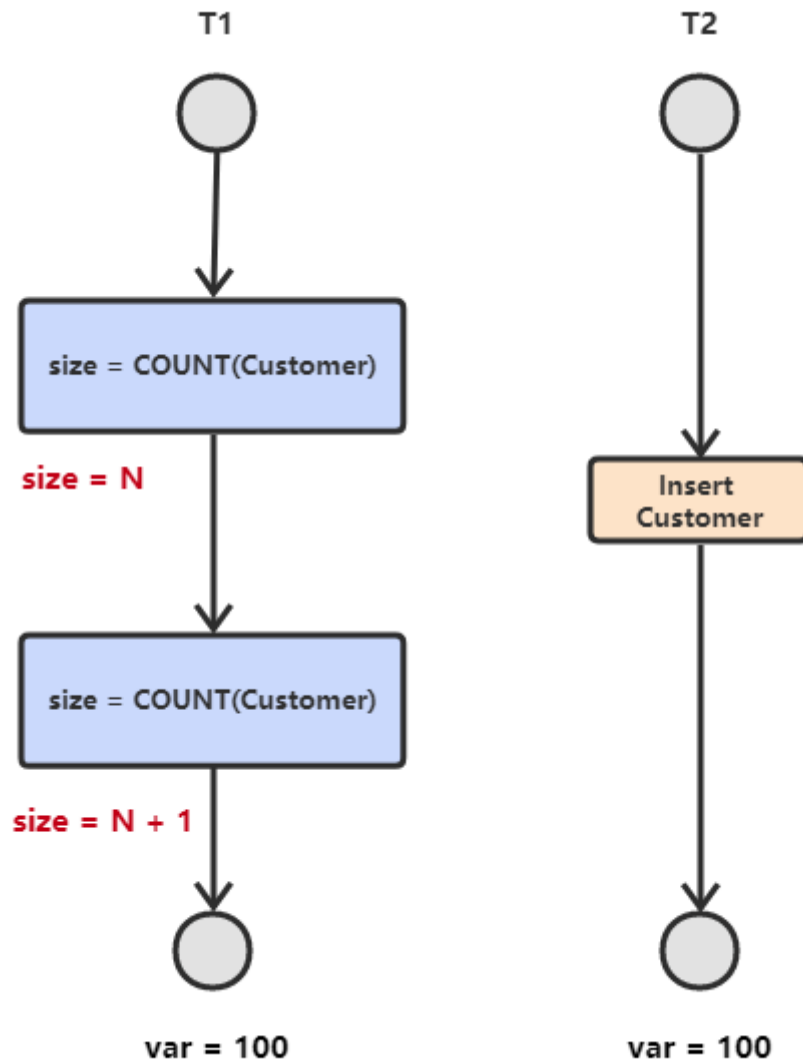 T1
T2
size = COUNT(Customer)
size = N
Insert
Customer
size = COUNT(Customer)
size = N + 1
var = 100
var = 100